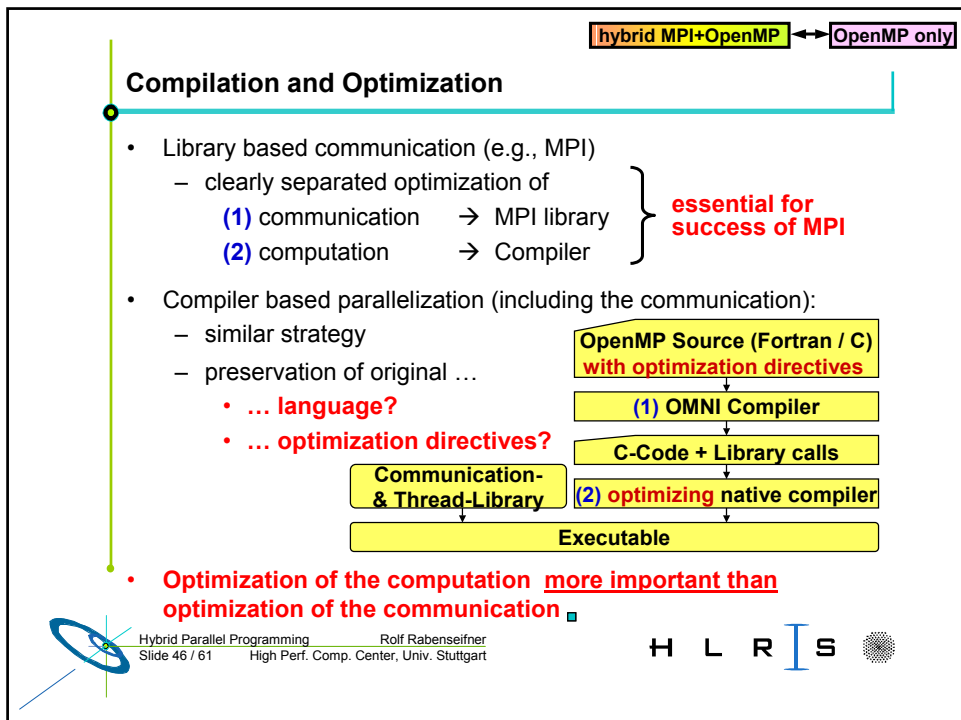 hybrid MPI+OpenMP OpenMP only
Compilation and Optimization
• Library based communication (e.g., MPI)
– clearly separated optimization of
(1) communication → MPI library
(2) computation → Compiler
essential for
success of MPI
• Compiler based parallelization (including the communication):
– similar strategy
– preservation of original …
• … language?
• … optimization directives?
OpenMP Source (Fortran / C)
with optimization directives
(1) OMNI Compiler
C-Code + Library calls
Communication-
& Thread-Library
(2) optimizing native compiler
Executable
• Optimization of the computation more important than
optimization of the communication
Hybrid Parallel Programming Rolf Rabenseifner
Slide 46 / 61 High Perf. Comp. Center, Univ. Stuttgart
H L R I S